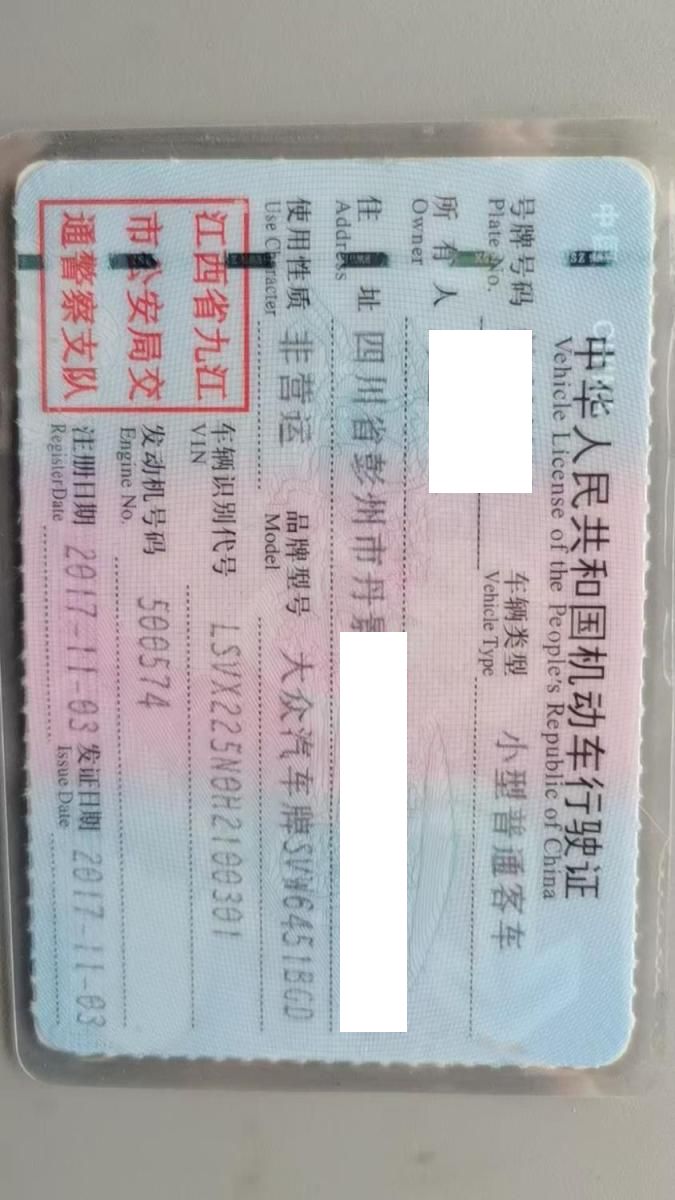 中华人民共和国机动车行驶证
Vehicle License of the People's Republic of China
号牌号码
Plate No.
车辆类型 小型普通客车
Vehicle Type
所有人
Owner
住址 四川省彭州市丹景
Address
使用性质 非营运
Use Character
品牌型号 大众汽车牌SVW6451BGD
Model
江西省九江
市公安局交
通警察支队
车辆识别代号 LSVX225N0H2100301
VIN
发动机号码 500574
Engine No.
注册日期 2017-11-03
Register Date
发证日期 2017-11-03
Issue Date